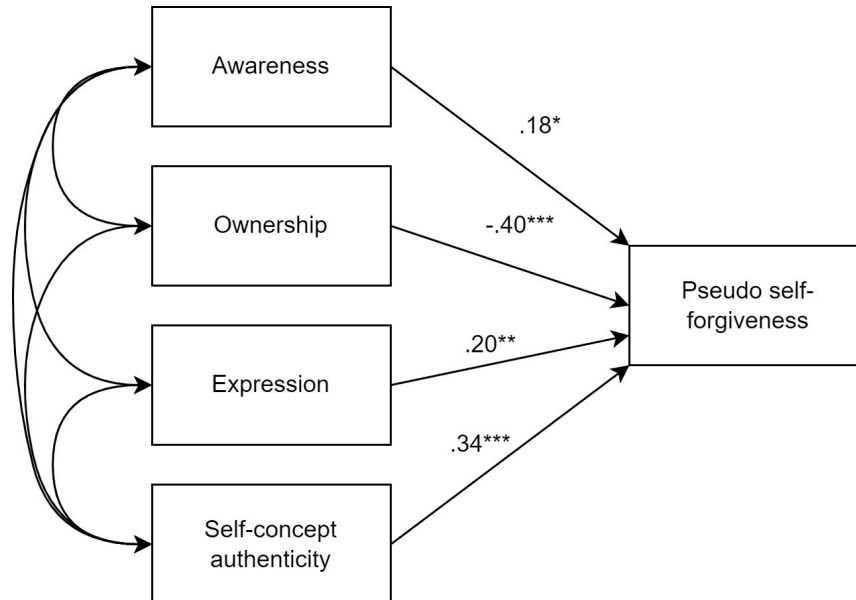 Awareness
.18*
Ownership
-.40***
Pseudo self-
forgiveness
.20**
Expression
.34***
Self-concept
authenticity